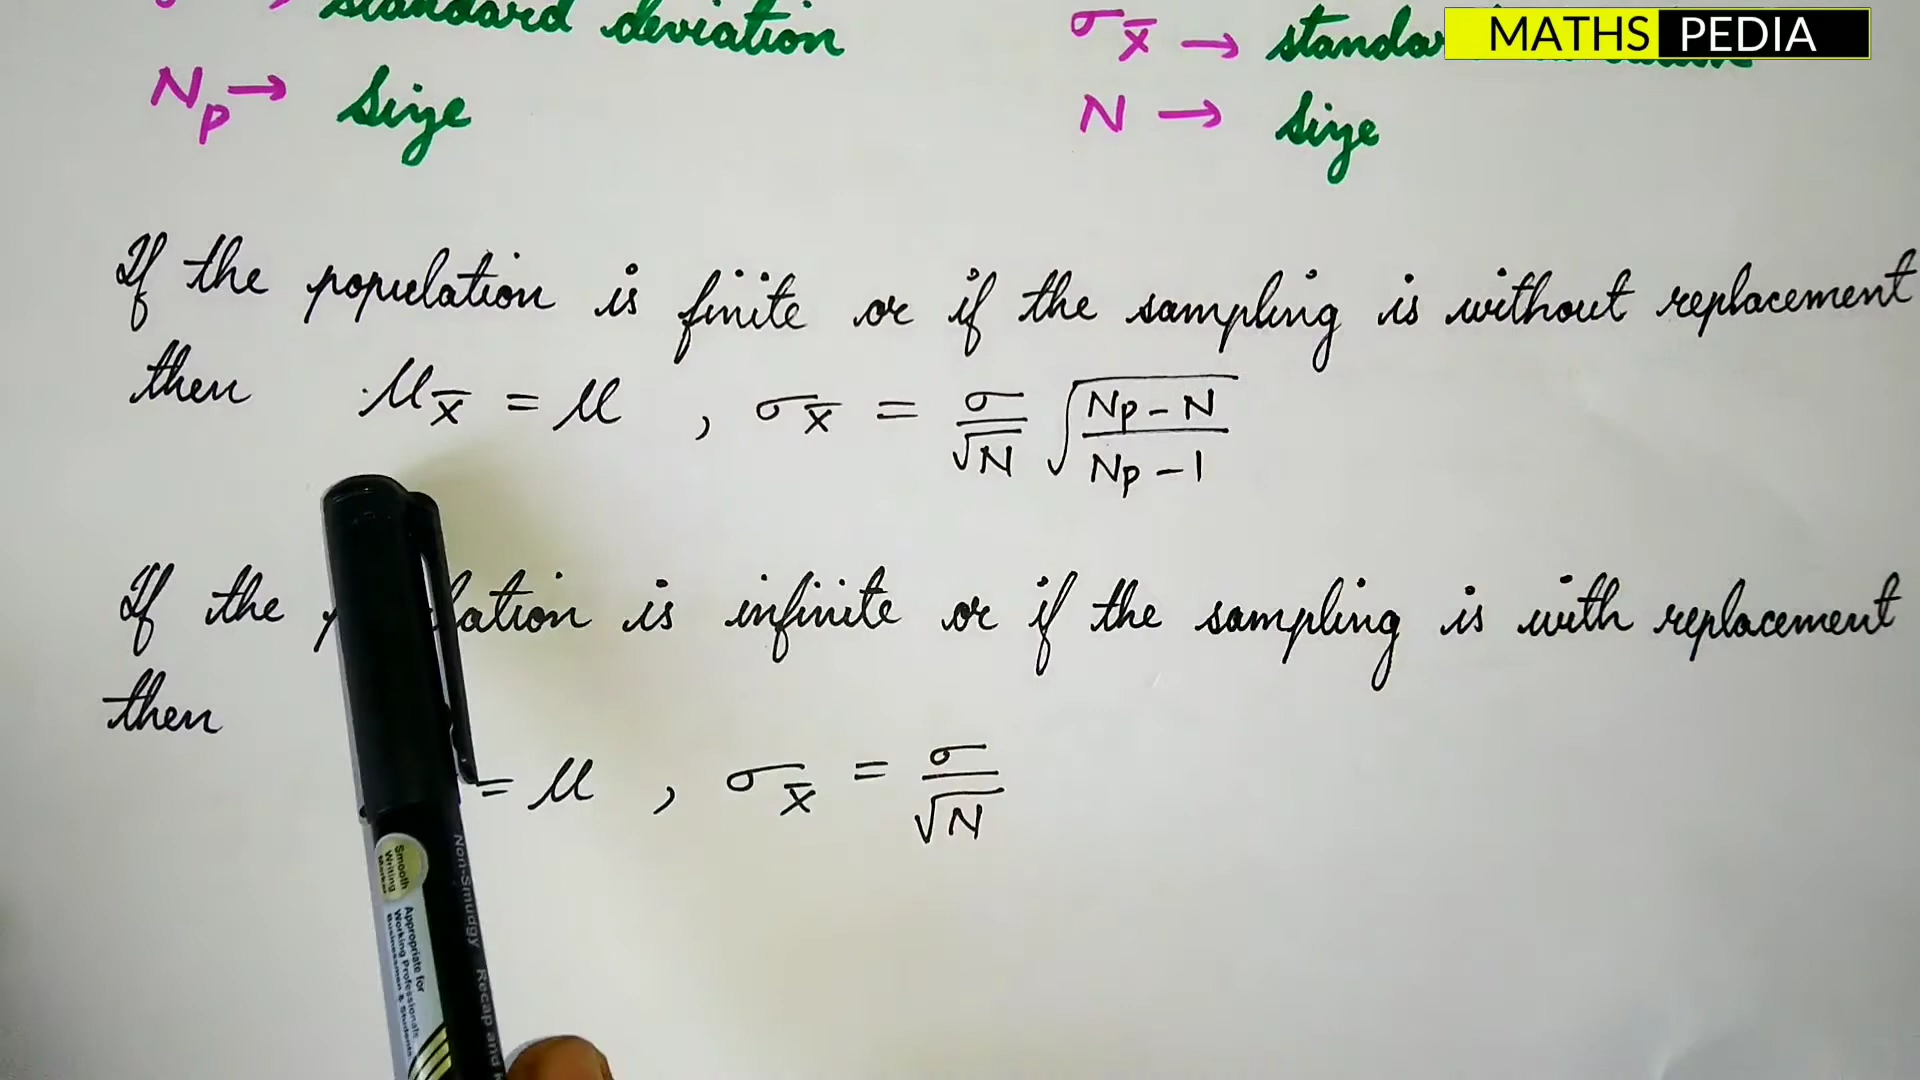 standard deviation
σx̄ →
MATHS PEDIA
Np → Size
N → Size
If the population is finite or if the sampling is without replacement
then μx̄ = μ , σx̄ = σ/√N √(Np - N)/(Np - 1)
If the is infinite or if the sampling is with replacement
then
= μ , σx̄ = σ/√N
Smooth Writing
Appropriate for
Working Professionals
Businessmen & Students
Non-Smudgy Recap and